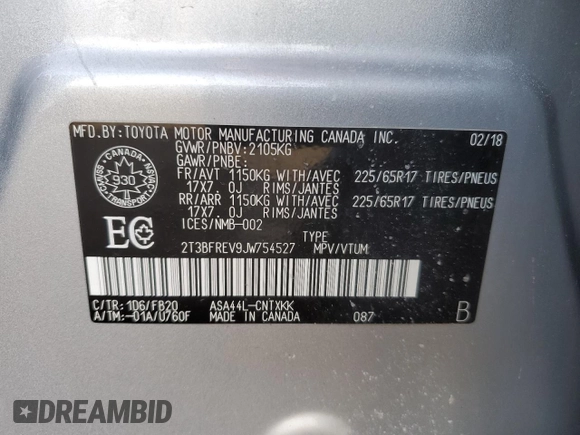 MFD.BY:TOYOTA MOTOR MANUFACTURING CANADA INC. 02/18
GVWR/PNBV:2105KG
GAWR/PNBE:
FR/AVT 1150KG WITH/AVEC 225/65R17 TIRES/PNEUS
17X7.0J RIMS/JANTES
RR/ARR 1150KG WITH/AVEC 225/65R17 TIRES/PNEUS
17X7.0J RIMS/JANTES
ICES/NMB-002
CANADA
930
TRANSPORT
EC
TYPE
2T3BFREV9JW754527 MPV/VTUM
C/TR:1D6/FB20 ASA44L-CNTXKK
A/TM:-01A/U760F MADE IN CANADA 087 B
DREAMBID